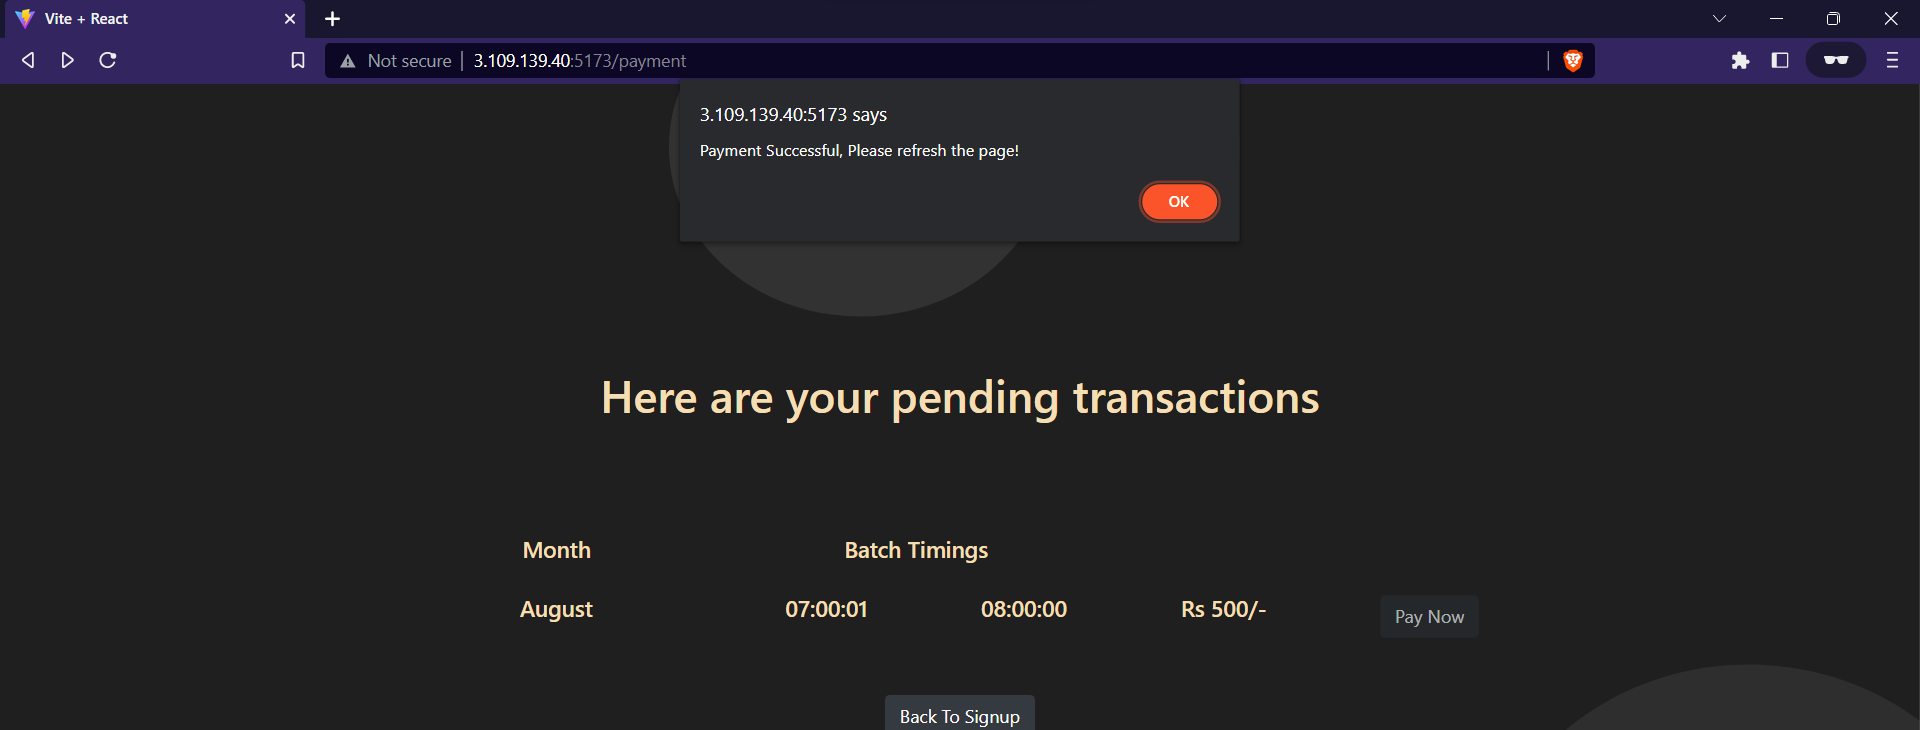 Vite + React
Not secure 3.109.139.40:5173/payment
3.109.139.40:5173 says
Payment Successful, Please refresh the page!
OK
Here are your pending transactions
Month Batch Timings
August 07:00:01 08:00:00 Rs 500/- Pay Now
Back To Signup